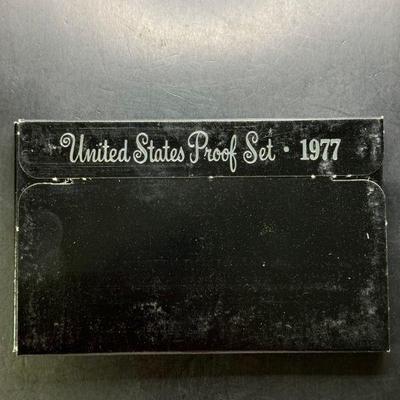 United States Proof Set · 1977